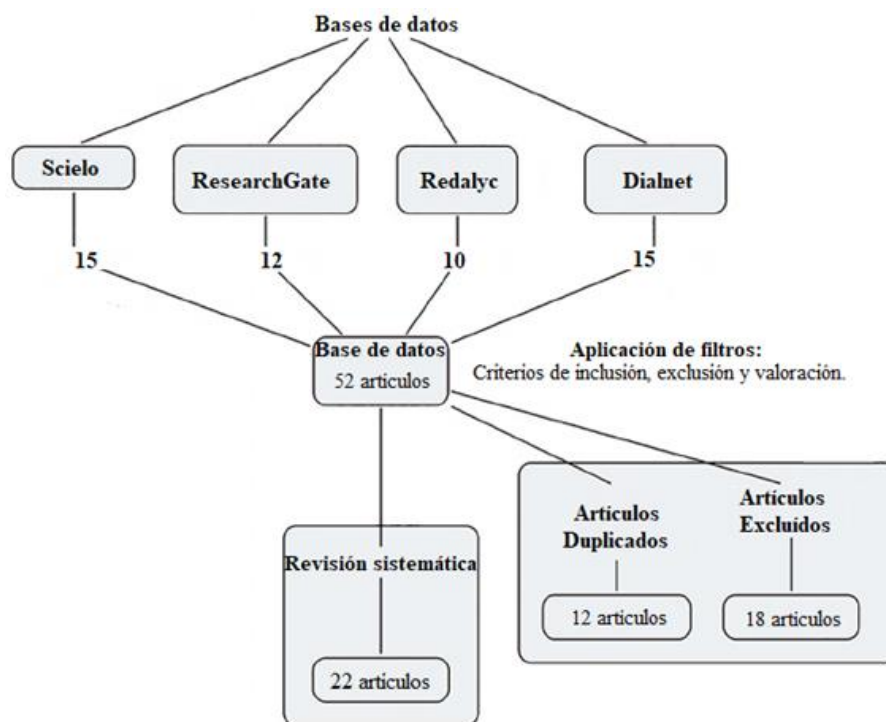 Bases de datos
Scielo
ResearchGate
Redalyc
Dialnet
15
12
10
15
Base de datos
52 articulos
Aplicación de filtros:
Criterios de inclusión, exclusión y valoración.
Revisión sistemática
22 artículos
Artículos
Duplicados
12 articulos
Artículos
Excluidos
18 articulos